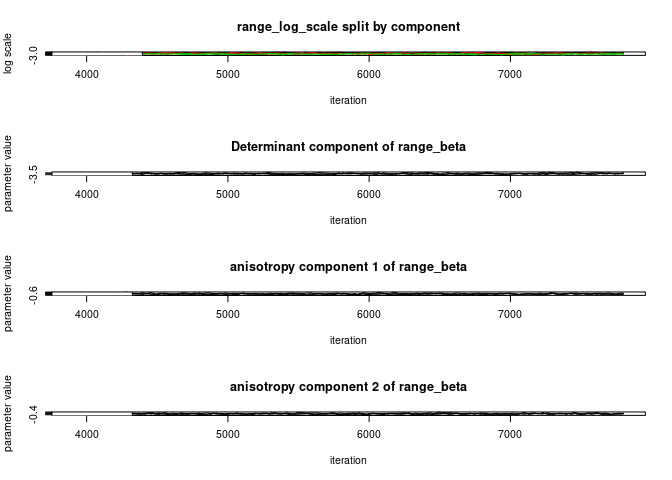 range_log_scale split by component
log scale
-3.0
4000 5000 6000 7000
iteration
Determinant component of range_beta
parameter value
-3.5
4000 5000 6000 7000
iteration
anisotropy component 1 of range_beta
parameter value
-0.6
4000 5000 6000 7000
iteration
anisotropy component 2 of range_beta
parameter value
-0.4
4000 5000 6000 7000
iteration